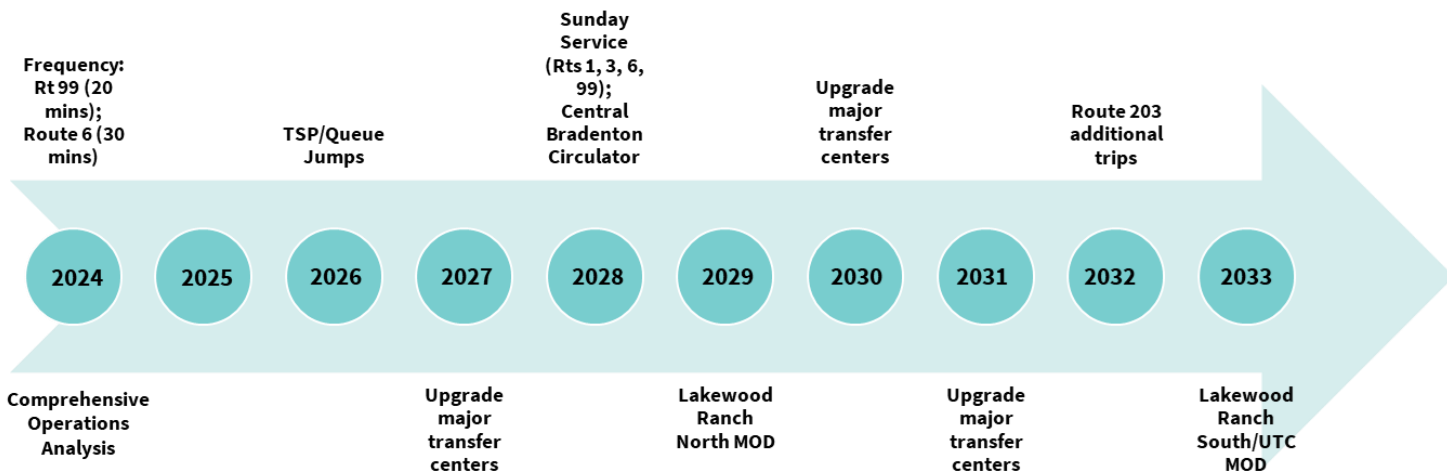 Frequency:
Rt 99 (20
mins);
Route 6 (30
mins)
TSP/Queue
Jumps
Sunday
Service
(Rts 1, 3, 6,
99);
Central
Bradenton
Circulator
Upgrade
major
transfer
centers
Route 203
additional
trips
2024
2025
2026
2027
2028
2029
2030
2031
2032
2033
Comprehensive
Operations
Analysis
Upgrade
major
transfer
centers
Lakewood
Ranch
North MOD
Upgrade
major
transfer
centers
Lakewood
Ranch
South/UTC
MOD